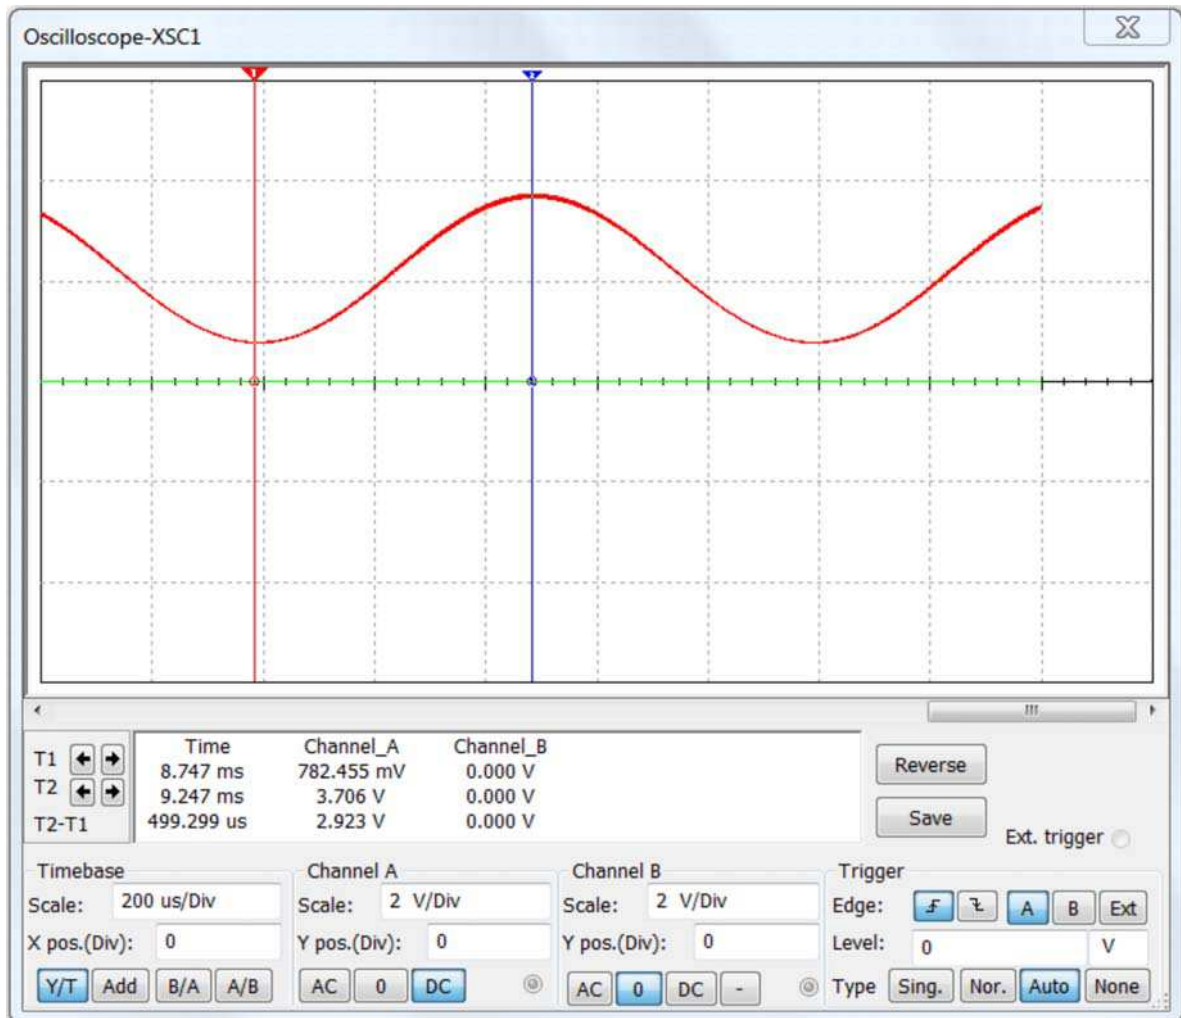 Oscilloscope-XSC1
1
2
Time Channel_A Channel_B
T1 8.747 ms 782.455 mV 0.000 V
T2 9.247 ms 3.706 V 0.000 V
T2-T1 499.299 us 2.923 V 0.000 V
Reverse
Save
Ext. trigger
Timebase
Scale: 200 us/Div
X pos.(Div): 0
Y/T Add B/A A/B
Channel A
Scale: 2 V/Div
Y pos.(Div): 0
AC 0 DC
Channel B
Scale: 2 V/Div
Y pos.(Div): 0
AC 0 DC -
Trigger
Edge: A B Ext
Level: 0 V
Type Sing. Nor. Auto None